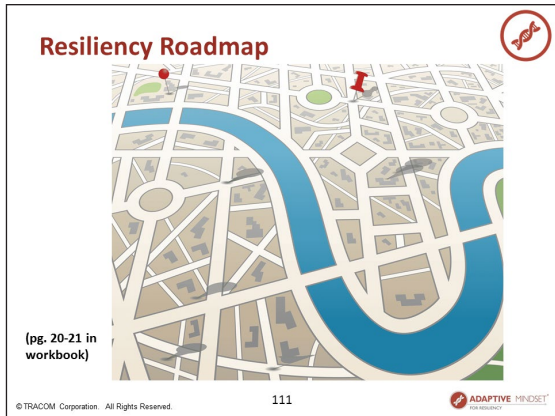 Resiliency Roadmap
(pg. 20-21 in
workbook)
© TRACOM Corporation. All Rights Reserved.
111
ADAPTIVE MINDSET®
FOR RESILIENCY